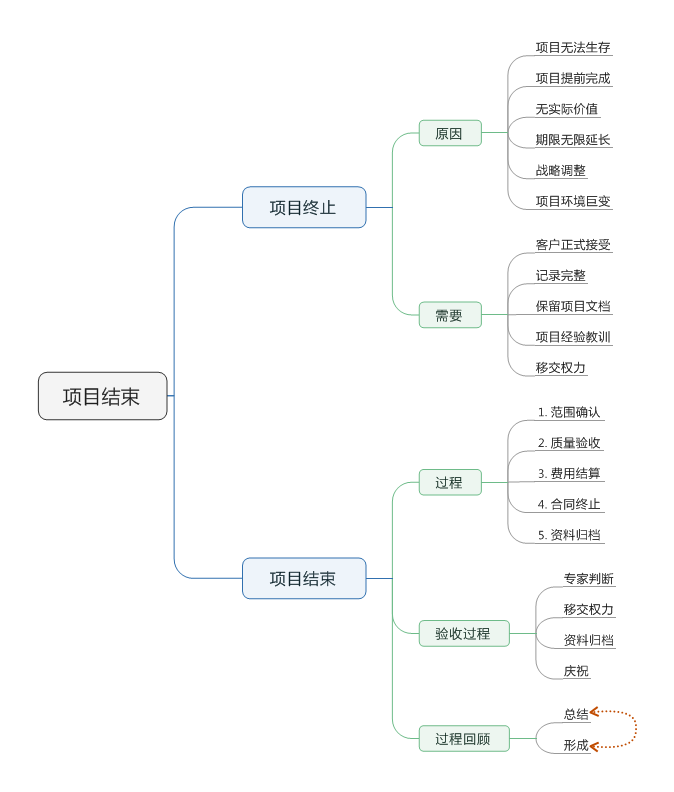 项目结束
项目终止
原因
项目无法生存
项目提前完成
无实际价值
期限无限延长
战略调整
项目环境巨变
需要
客户正式接受
记录完整
保留项目文档
项目经验教训
移交权力
项目结束
过程
1. 范围确认
2. 质量验收
3. 费用结算
4. 合同终止
5. 资料归档
验收过程
专家判断
移交权力
资料归档
庆祝
过程回顾
总结
形成